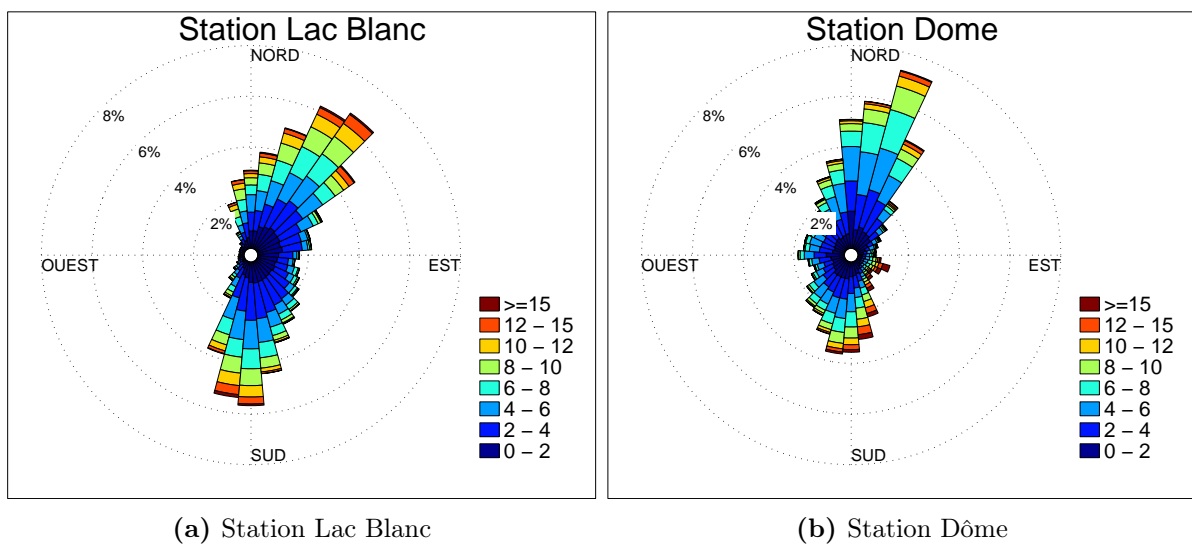 Station Lac Blanc
NORD
8%
6%
4%
2%
OUEST
EST
SUD
>=15
12 – 15
10 – 12
8 – 10
6 – 8
4 – 6
2 – 4
0 – 2
(a) Station Lac Blanc
Station Dome
NORD
8%
6%
4%
2%
OUEST
EST
SUD
>=15
12 – 15
10 – 12
8 – 10
6 – 8
4 – 6
2 – 4
0 – 2
(b) Station Dôme